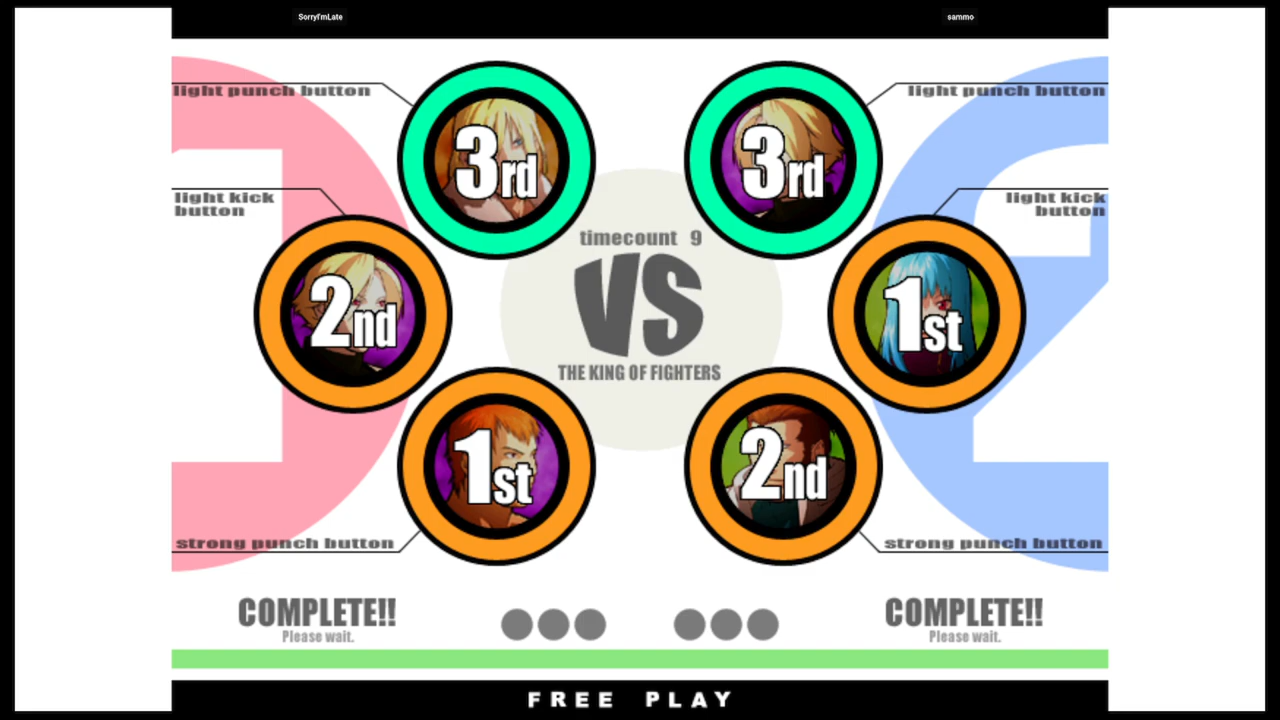 SorryI'mLate
sammo
light punch button
light punch button
3rd
3rd
light kick
button
light kick
button
timecount 9
VS
THE KING OF FIGHTERS
2nd
1st
1st
2nd
strong punch button
strong punch button
COMPLETE!!
Please wait.
COMPLETE!!
Please wait.
FREE PLAY